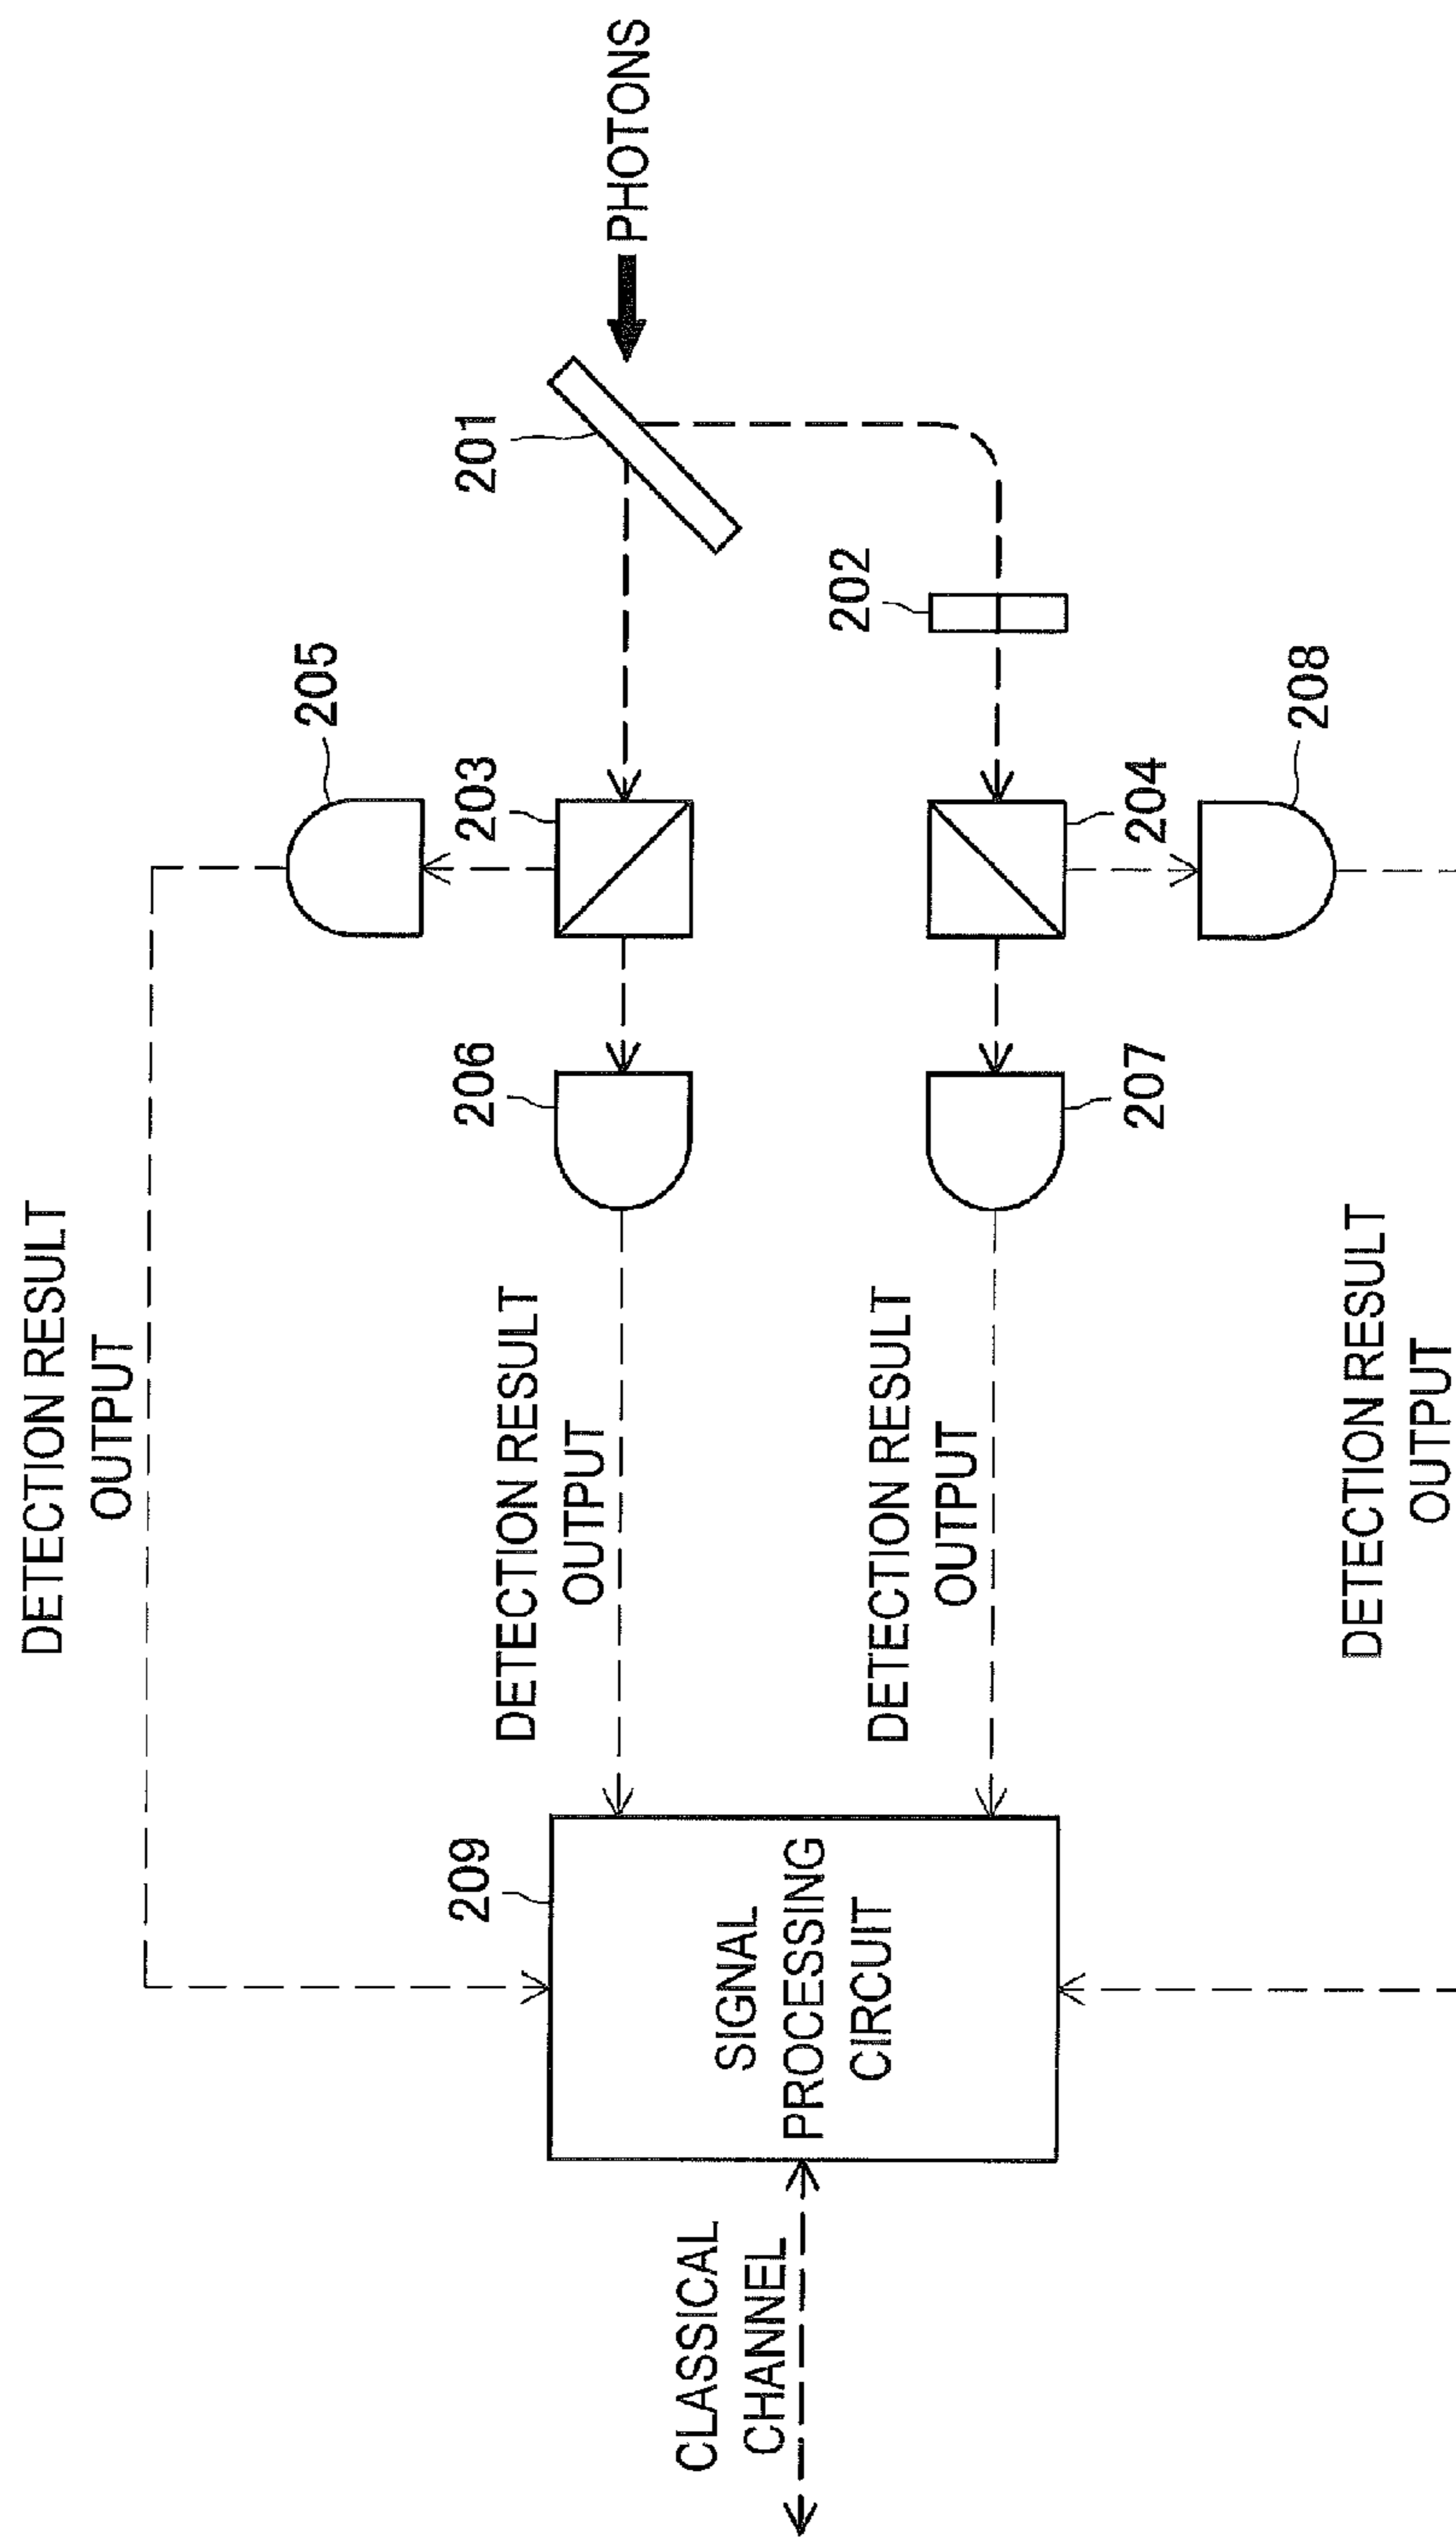 PHOTONS
201
202
205
203
204
208
206
207
DETECTION RESULT
OUTPUT
DETECTION RESULT
OUTPUT
DETECTION RESULT
OUTPUT
DETECTION RESULT
OUTPUT
209
SIGNAL
PROCESSING
CIRCUIT
CLASSICAL
CHANNEL